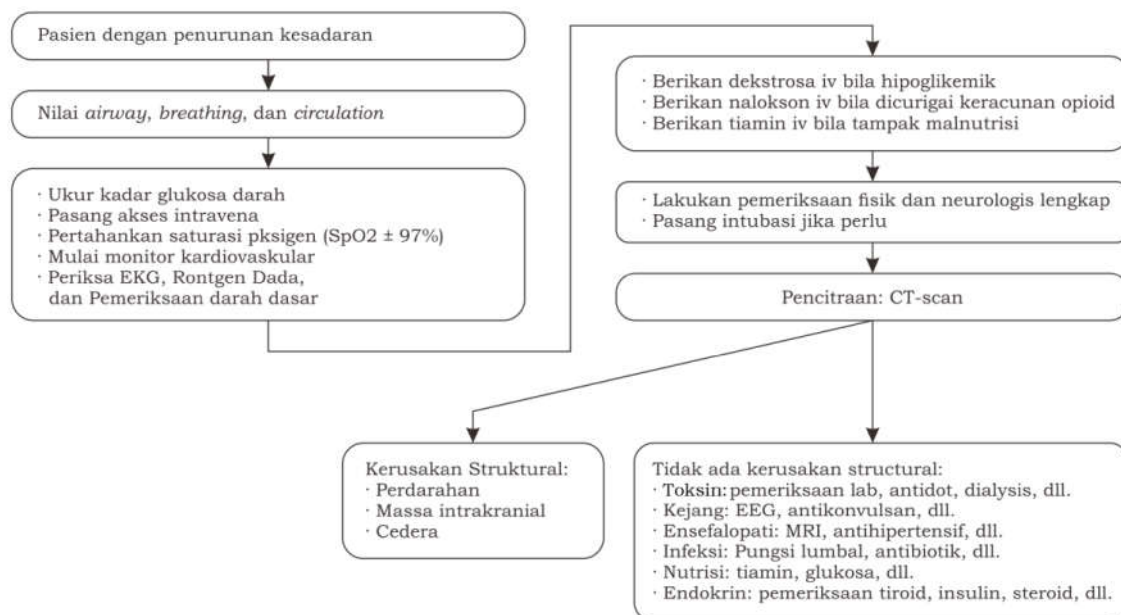 Pasien dengan penurunan kesadaran
Nilai airway, breathing, dan circulation
· Ukur kadar glukosa darah
· Pasang akses intravena
· Pertahankan saturasi pksigen (SpO2 ± 97%)
· Mulai monitor kardiovaskular
· Periksa EKG, Rontgen Dada,
dan Pemeriksaan darah dasar
· Berikan dekstrosa iv bila hipoglikemik
· Berikan nalokson iv bila dicurigai keracunan opioid
· Berikan tiamin iv bila tampak malnutrisi
· Lakukan pemeriksaan fisik dan neurologis lengkap
· Pasang intubasi jika perlu
Pencitraan: CT-scan
Kerusakan Struktural:
· Perdarahan
· Massa intrakranial
· Cedera
Tidak ada kerusakan structural:
· Toksin: pemeriksaan lab, antidot, dialysis, dll.
· Kejang: EEG, antikonvulsan, dll.
· Ensefalopati: MRI, antihipertensif, dll.
· Infeksi: Pungsi lumbal, antibiotik, dll.
· Nutrisi: tiamin, glukosa, dll.
· Endokrin: pemeriksaan tiroid, insulin, steroid, dll.